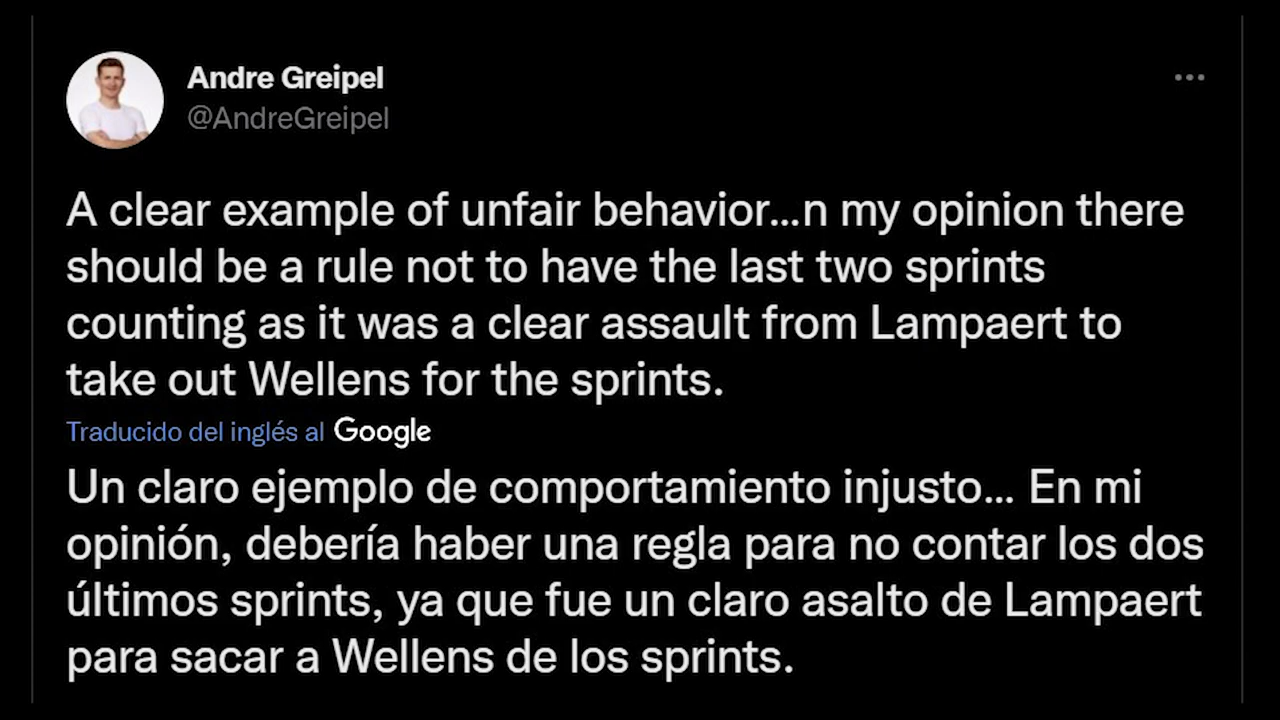 Andre Greipel
@AndreGreipel
A clear example of unfair behavior...n my opinion there
should be a rule not to have the last two sprints
counting as it was a clear assault from Lampaert to
take out Wellens for the sprints.
Traducido del inglés al Google
Un claro ejemplo de comportamiento injusto... En mi
opinión, debería haber una regla para no contar los dos
últimos sprints, ya que fue un claro asalto de Lampaert
para sacar a Wellens de los sprints.